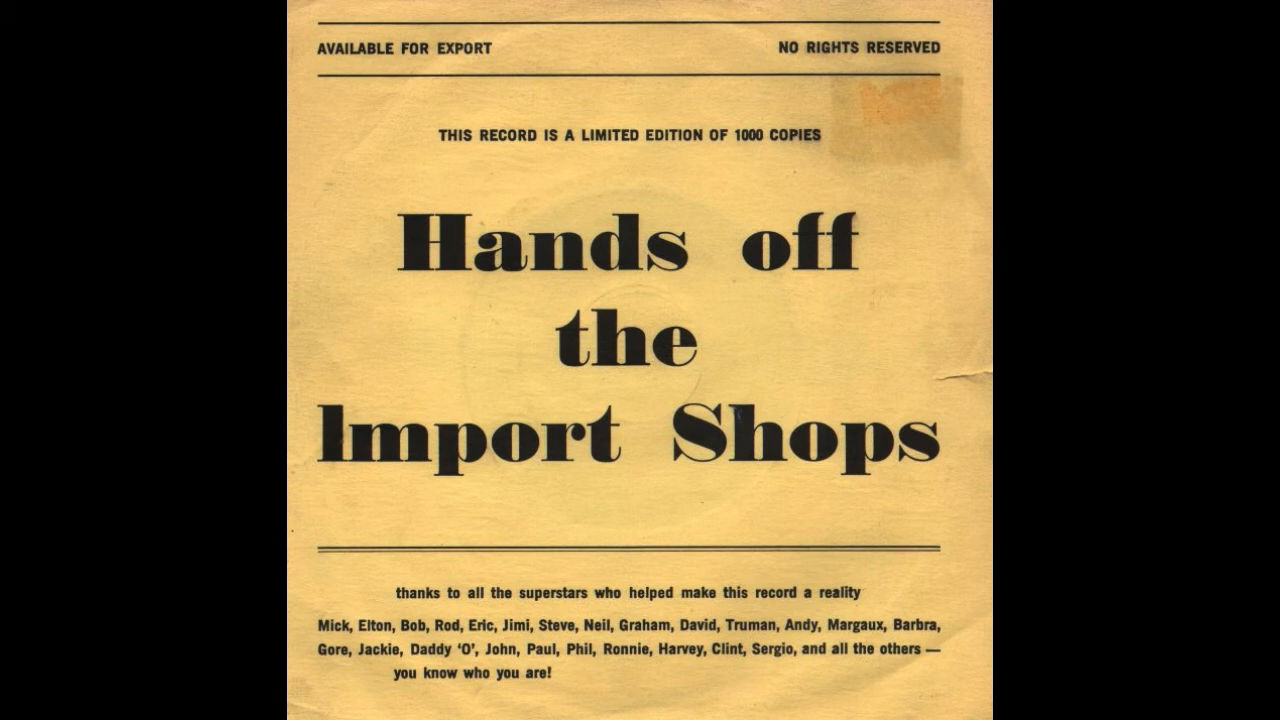 AVAILABLE FOR EXPORT
NO RIGHTS RESERVED
THIS RECORD IS A LIMITED EDITION OF 1000 COPIES
Hands off
the
Import Shops
thanks to all the superstars who helped make this record a reality
Mick, Elton, Bob, Rod, Eric, Jimi, Steve, Neil, Graham, David, Truman, Andy, Margaux, Barbra,
Gore, Jackie, Daddy ‘O’, John, Paul, Phil, Ronnie, Harvey, Clint, Sergio, and all the others —
you know who you are!